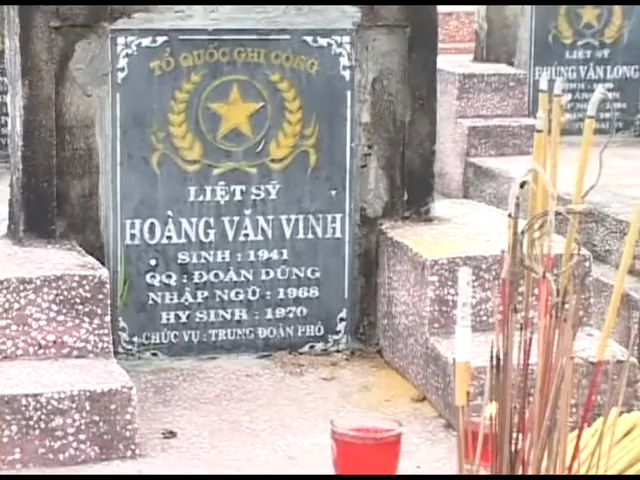 TỔ QUỐC GHI CÔNG
LIỆT SỸ
HOÀNG VĂN VINH
SINH : 1941
QQ : ĐOÀN DŨNG
NHẬP NGŨ : 1968
HY SINH : 1970
CHỨC VỤ : TRUNG ĐOÀN PHÓ
LIỆT SỸ
PHÙNG VĂN LONG